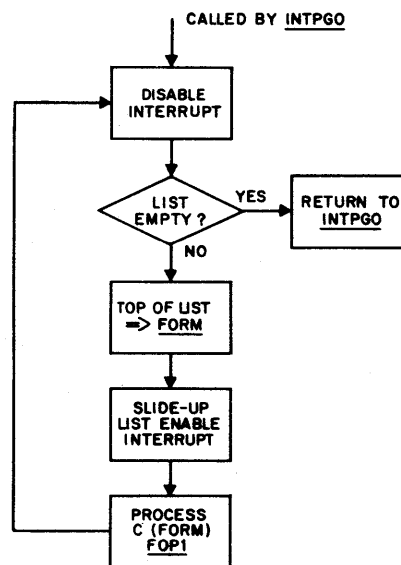 CALLED BY INTPGO
DISABLE
INTERRUPT
LIST
EMPTY?
YES
RETURN TO
INTPGO
NO
TOP OF LIST
=> FORM
SLIDE-UP
LIST ENABLE
INTERRUPT
PROCESS
C (FORM)
FOP1